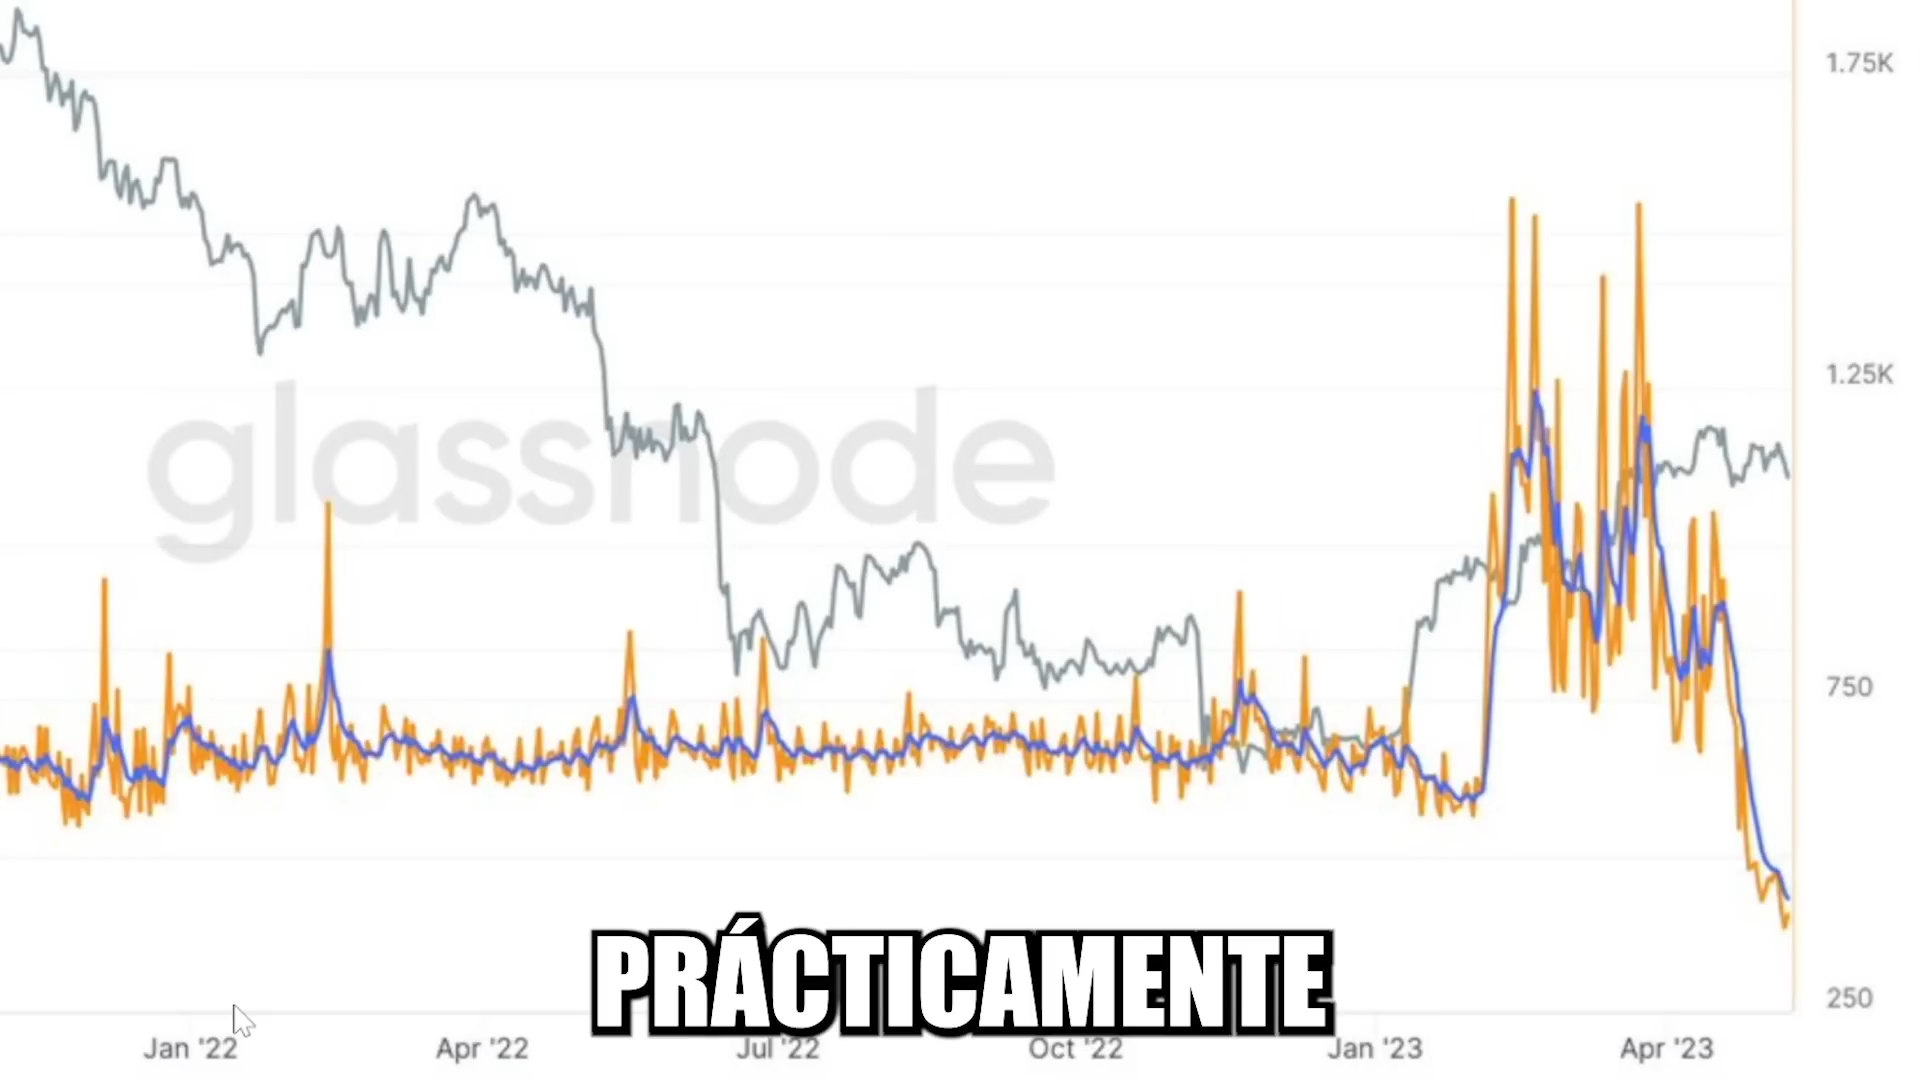 1.75K
glassnode
1.25K
750
PRÁCTICAMENTE
250
Jan '22 Apr '22 Jul '22 Oct '22 Jan '23 Apr '23